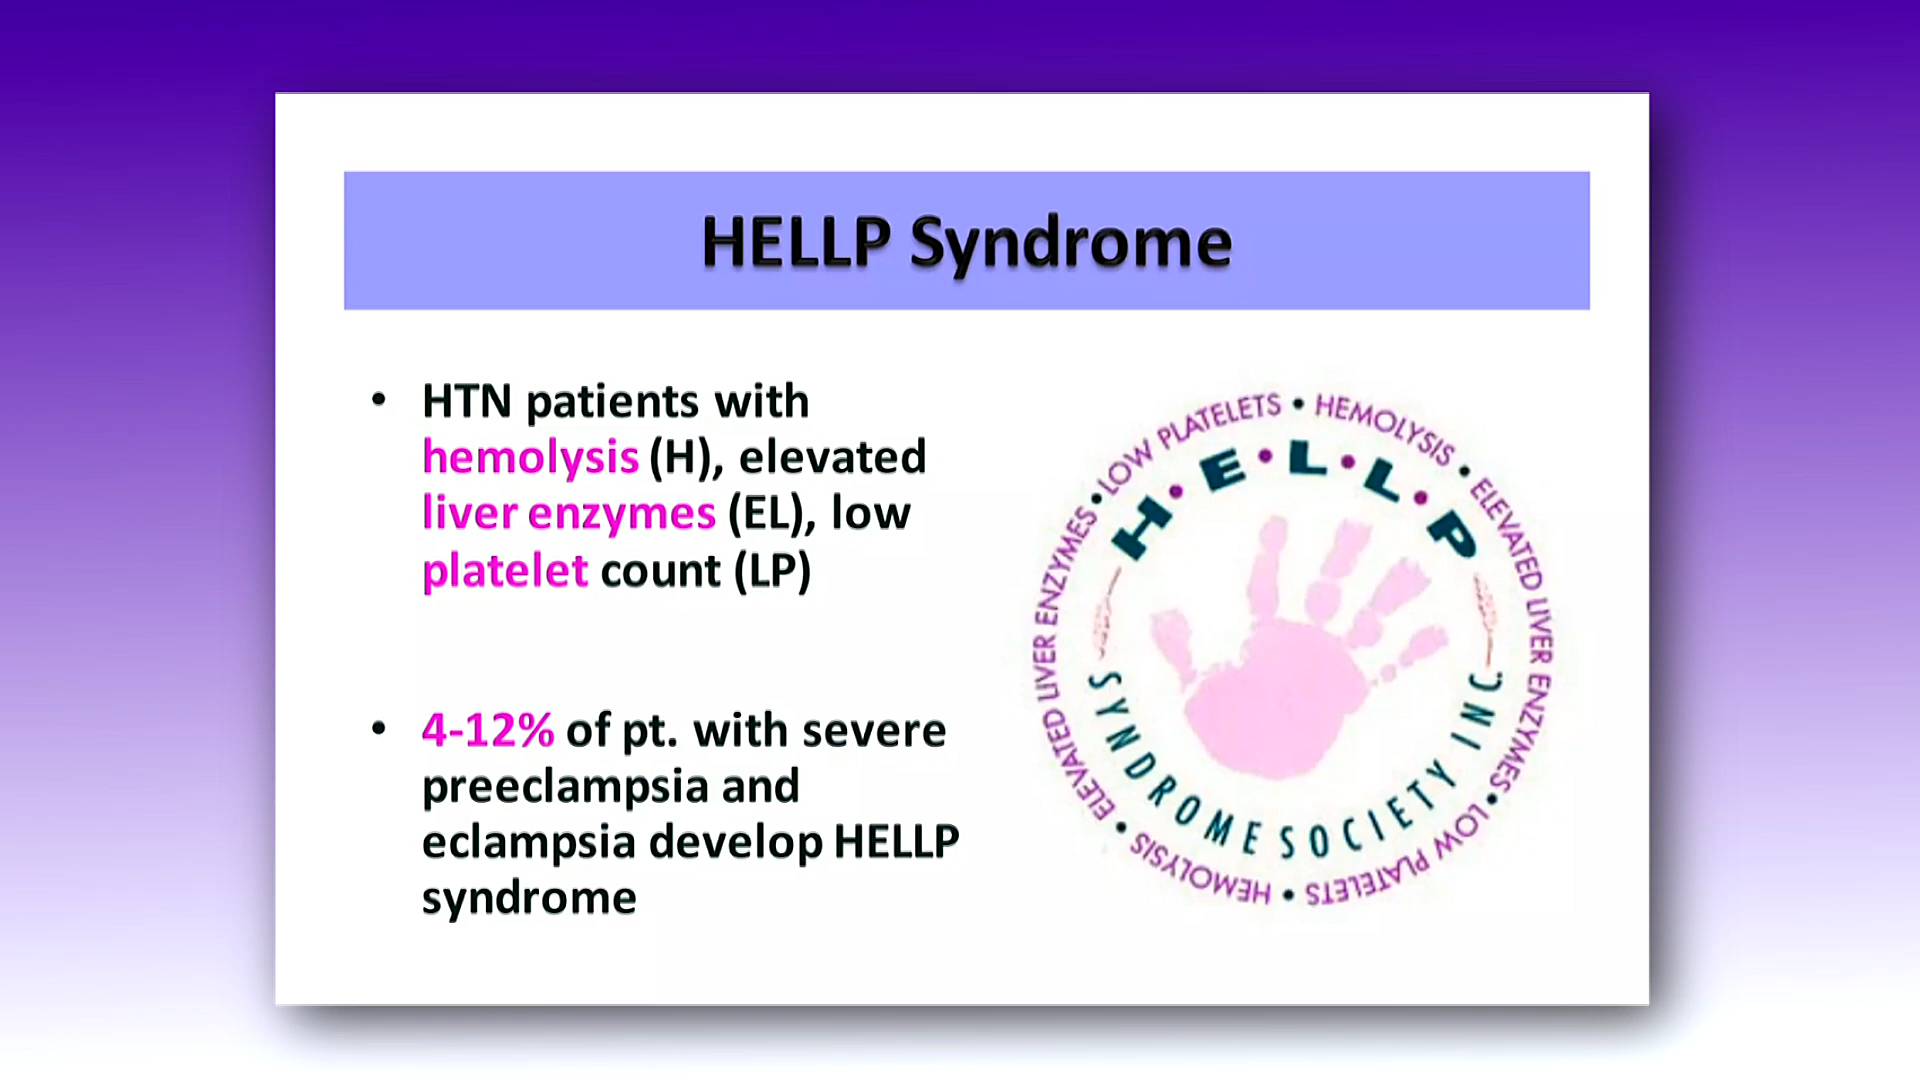 HELLP Syndrome
• HTN patients with
hemolysis (H), elevated
liver enzymes (EL), low
platelet count (LP)
• 4-12% of pt. with severe
preeclampsia and
eclampsia develop HELLP
syndrome
LOW PLATELETS • HEMOLYSIS • ELEVATED LIVER ENZYMES • LOW PLATELETS • HEMOLYSIS • ELEVATED LIVER ENZYMES •
H•E•L•L•P
SYNDROME SOCIETY INC.